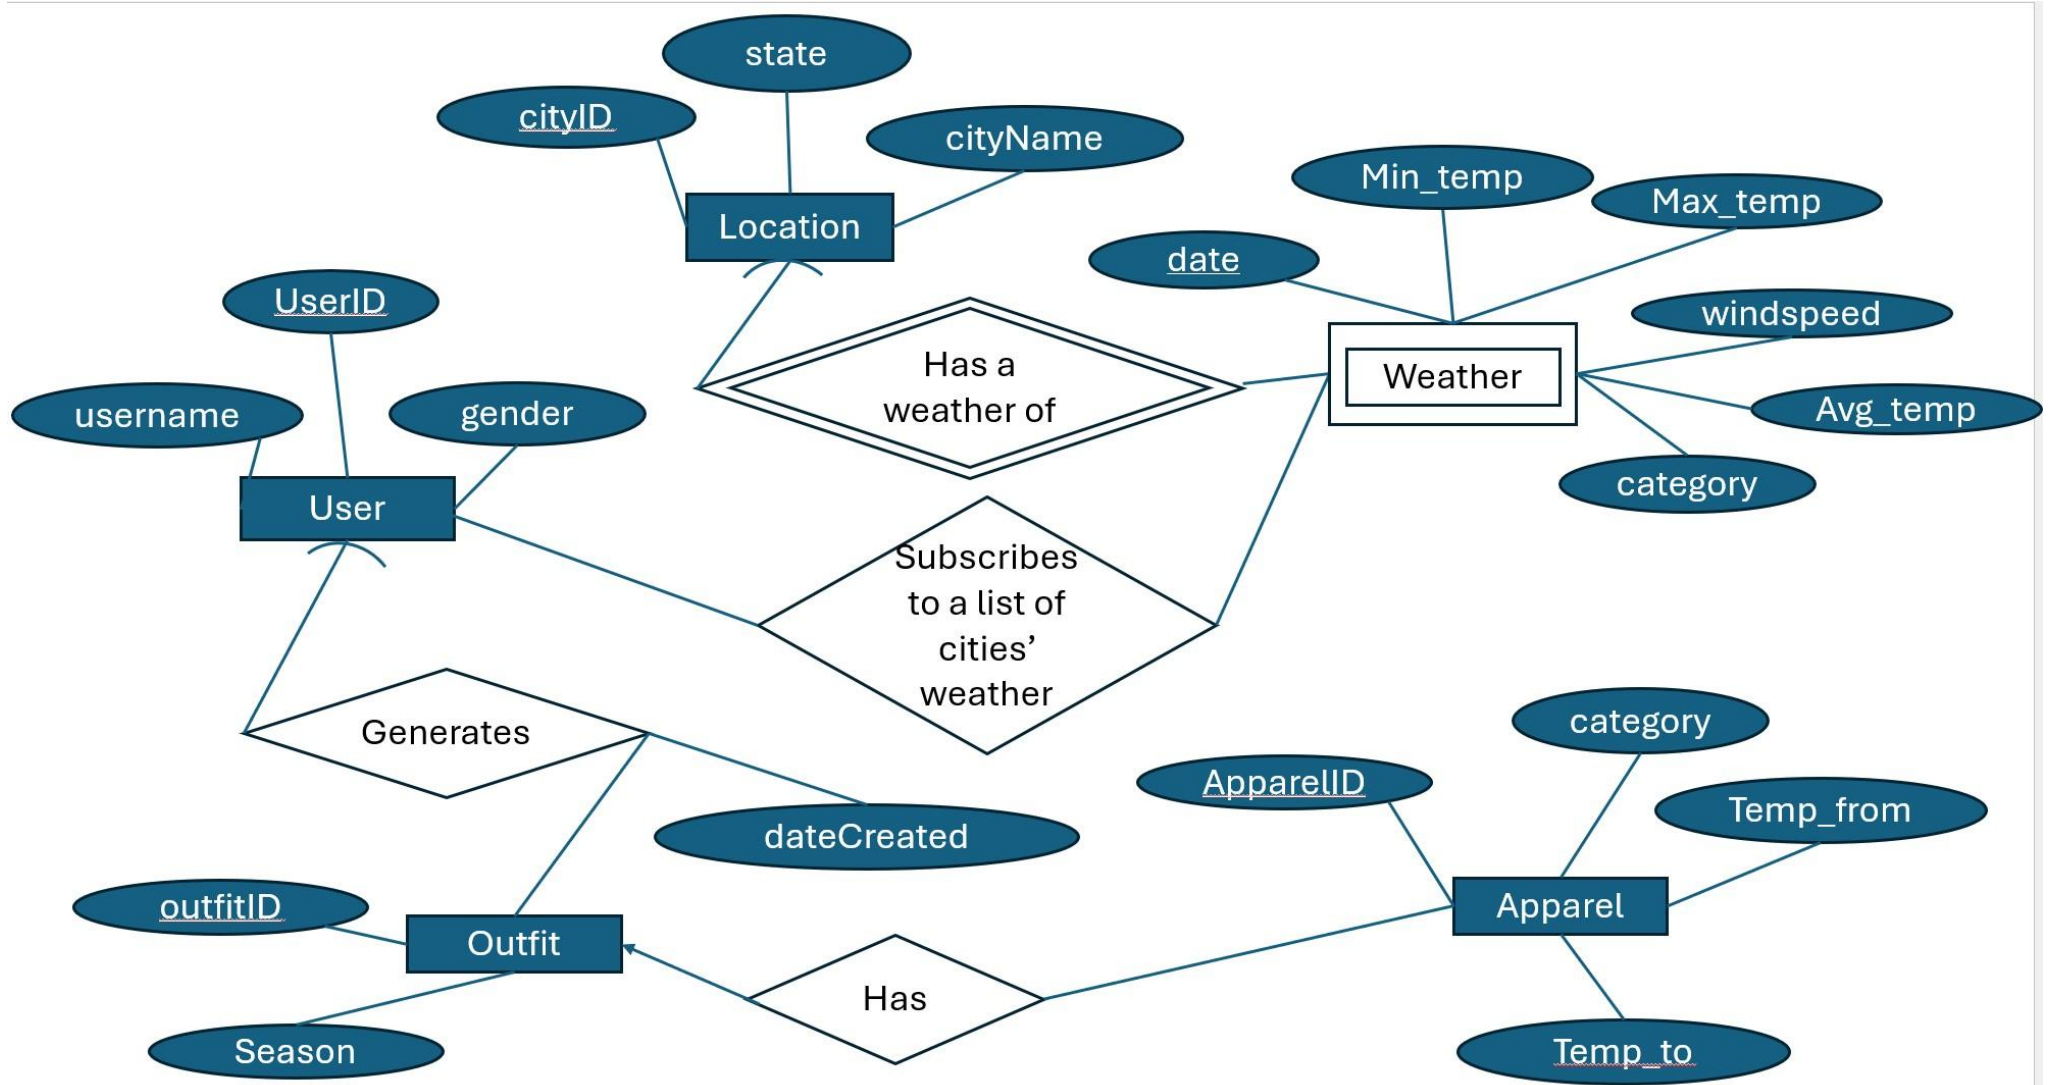 state
cityID
cityName
Location
Min_temp
Max_temp
date
windspeed
Weather
Avg_temp
category
UserID
username
gender
User
Has a
weather of
Subscribes
to a list of
cities’
weather
Generates
dateCreated
outfitID
Outfit
Season
Has
category
ApparelID
Temp_from
Apparel
Temp_to